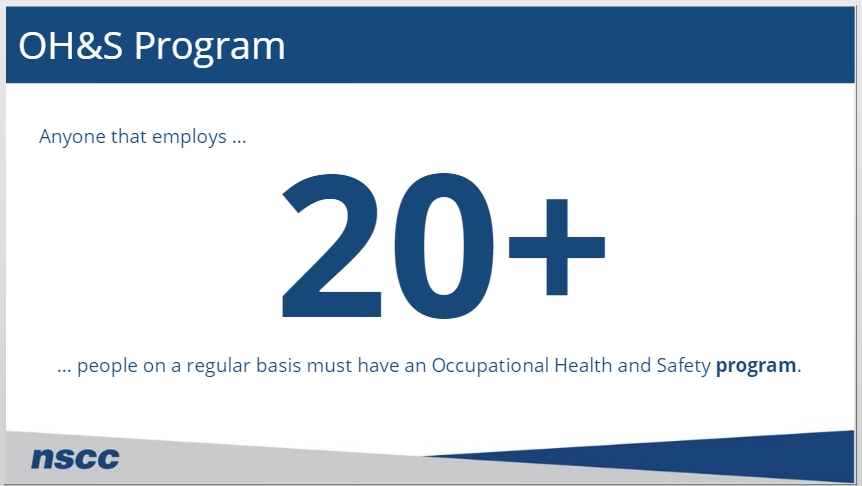 OH&S Program
Anyone that employs ...
20+
... people on a regular basis must have an Occupational Health and Safety program.
nscc